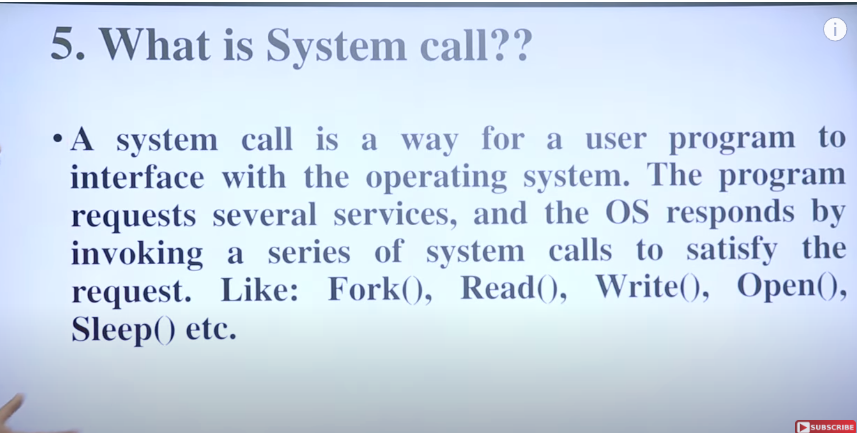 5. What is System call??
• A system call is a way for a user program to
interface with the operating system. The program
requests several services, and the OS responds by
invoking a series of system calls to satisfy the
request. Like: Fork(), Read(), Write(), Open(),
Sleep() etc.
i
SUBSCRIBE